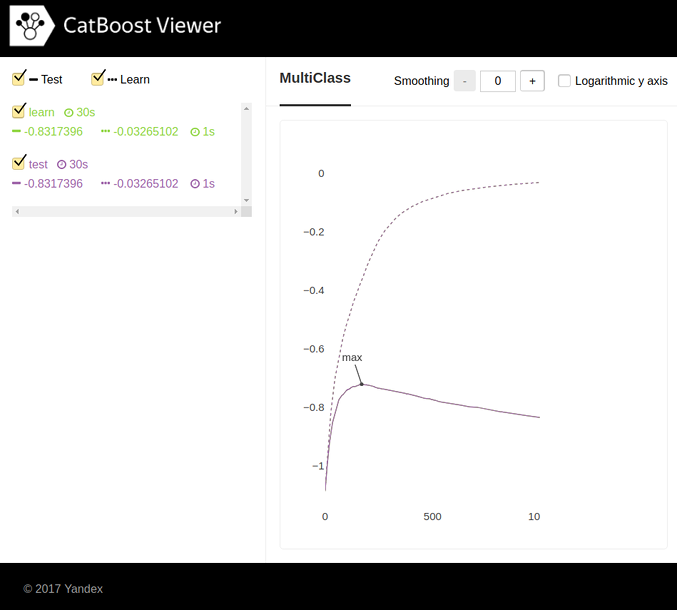 CatBoost Viewer
Test Learn
MultiClass
Smoothing - 0 + Logarithmic y axis
learn 30s
-0.8317396 -0.03265102 1s
test 30s
-0.8317396 -0.03265102 1s
0
−0.2
−0.4
−0.6
max
−0.8
−1
0 500 10
© 2017 Yandex